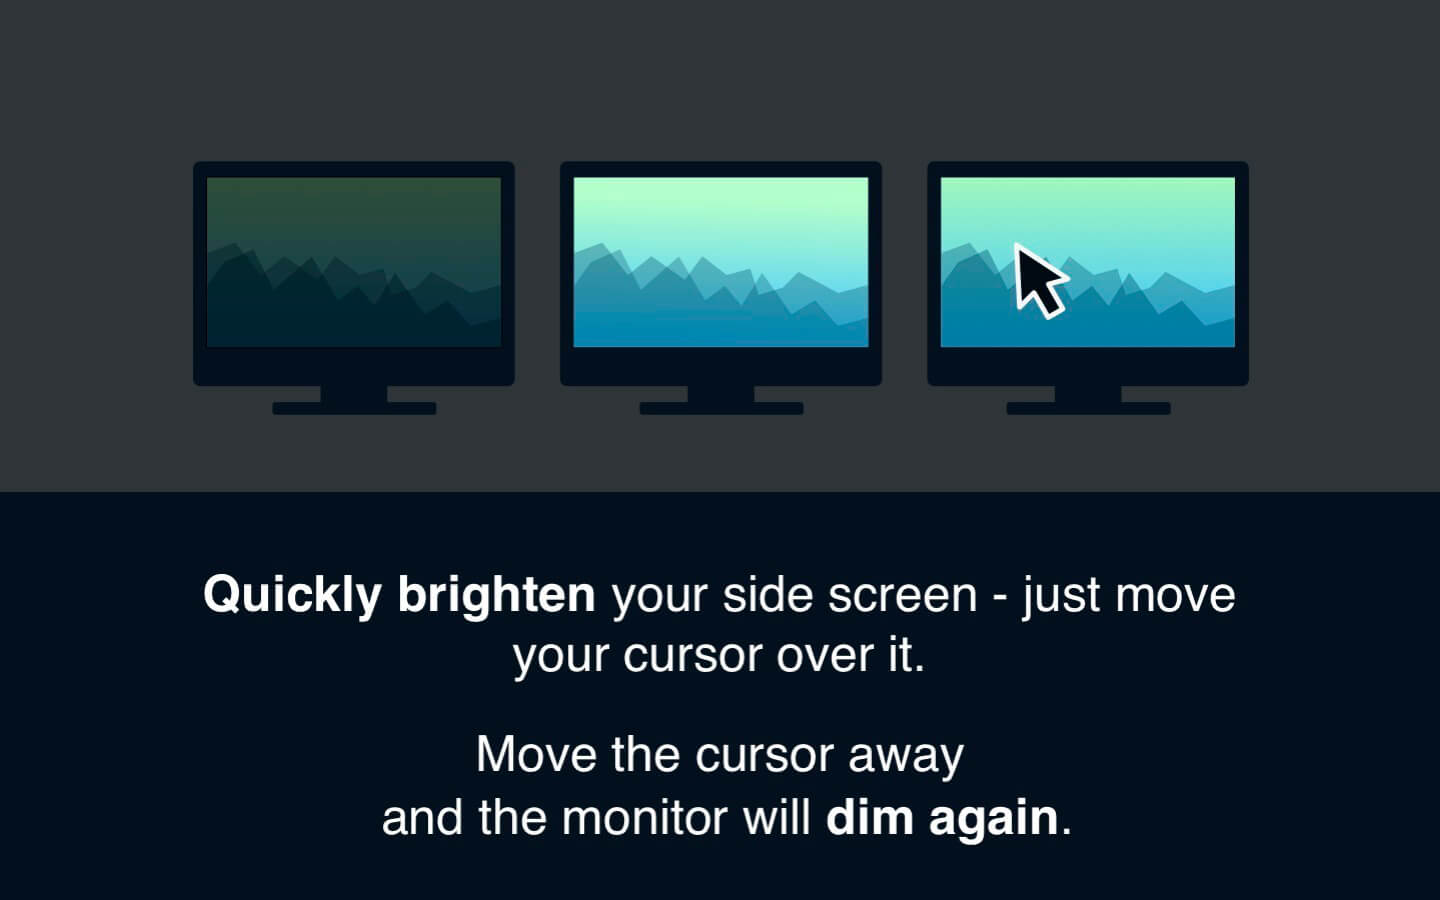 Quickly brighten your side screen - just move
your cursor over it.
Move the cursor away
and the monitor will dim again.